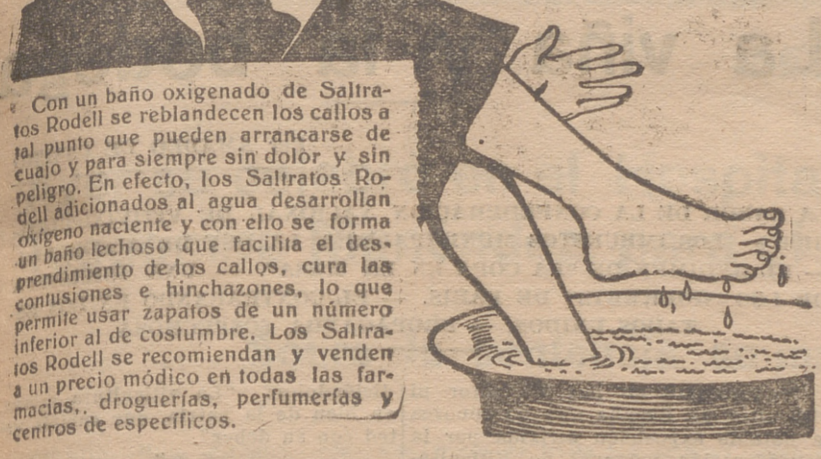 Con un baño oxigenado de Saltra-
tos Rodell se reblandecen los callos a
tal punto que pueden arrancarse de
cuajo y para siempre sin dolor y sin
peligro. En efecto, los Saltratos Ro-
dell adicionados al agua desarrollan
oxígeno naciente y con ello se forma
un baño lechoso que facilita el des-
prendimiento de los callos, cura las
contusiones e hinchazones, lo que
permite usar zapatos de un número
inferior al de costumbre. Los Saltra-
tos Rodell se recomiendan y venden
a un precio módico en todas las far-
macias,. droguerías, perfumerías y
centros de específicos.